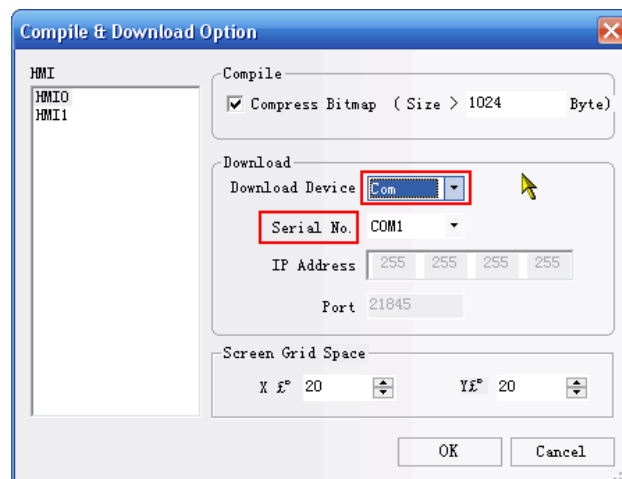 Compile & Download Option
HMI
HMI0
HMI1
Compile
Compress Bitmap ( Size > 1024 Byte)
Download
Download Device Com
Serial No. COM1
IP Address 255 255 255 255
Port 21845
Screen Grid Space
X £º 20 Y£º 20
OK Cancel